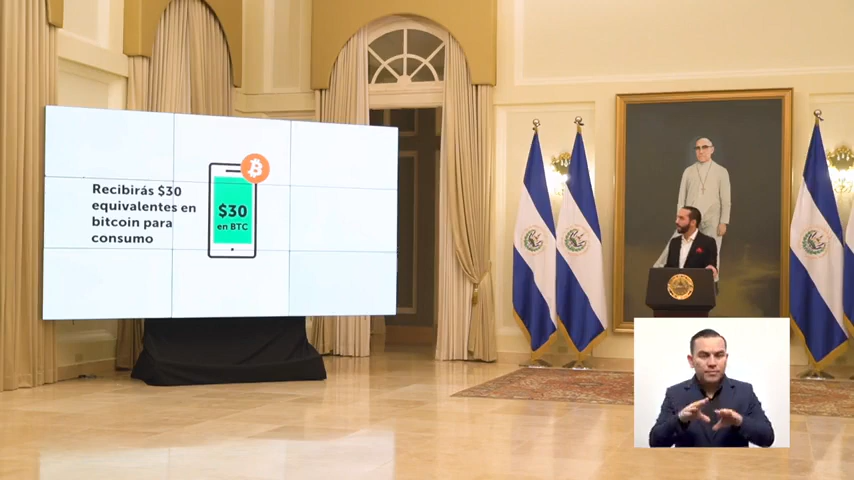 Recibirás $30
equivalentes en
bitcoin para
consumo
$30
en BTC